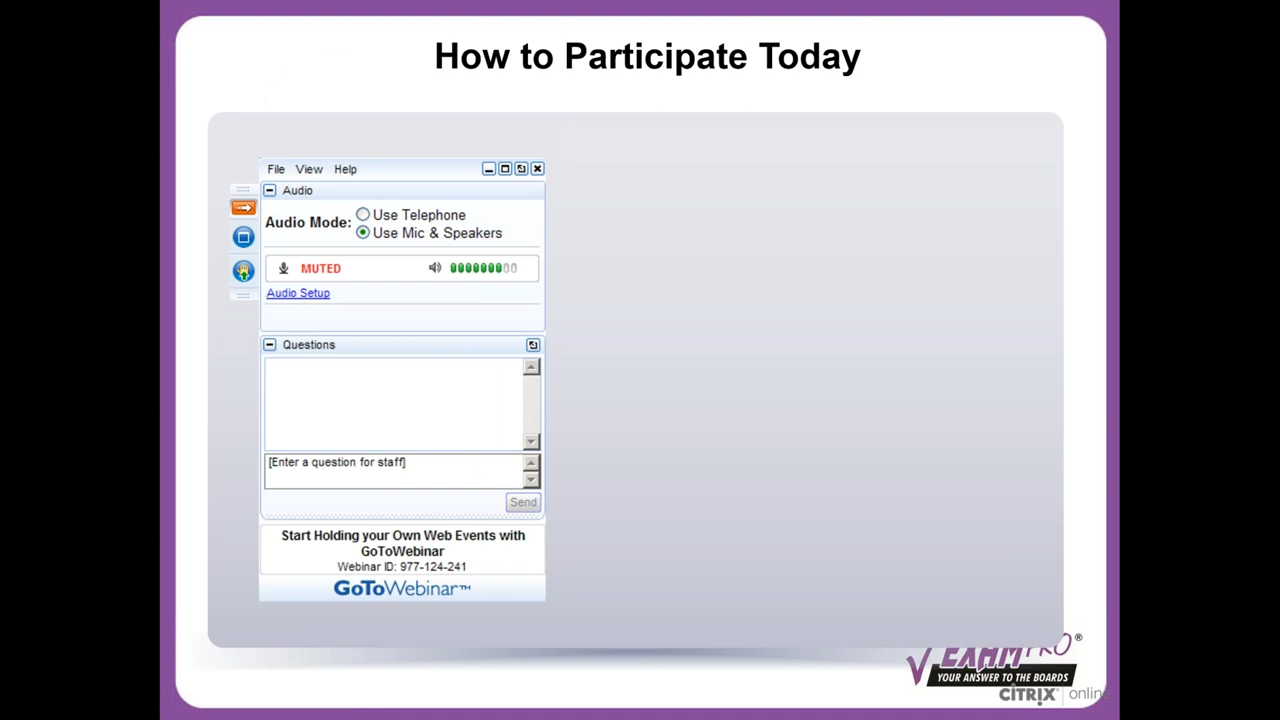 How to Participate Today
File View Help
Audio
Audio Mode:
Use Telephone
Use Mic & Speakers
MUTED
Audio Setup
Questions
[Enter a question for staff]
Send
Start Holding your Own Web Events with
GoToWebinar
Webinar ID: 977-124-241
GoToWebinar™
EXAM PRO®
YOUR ANSWER TO THE BOARDS
CITRIX® online